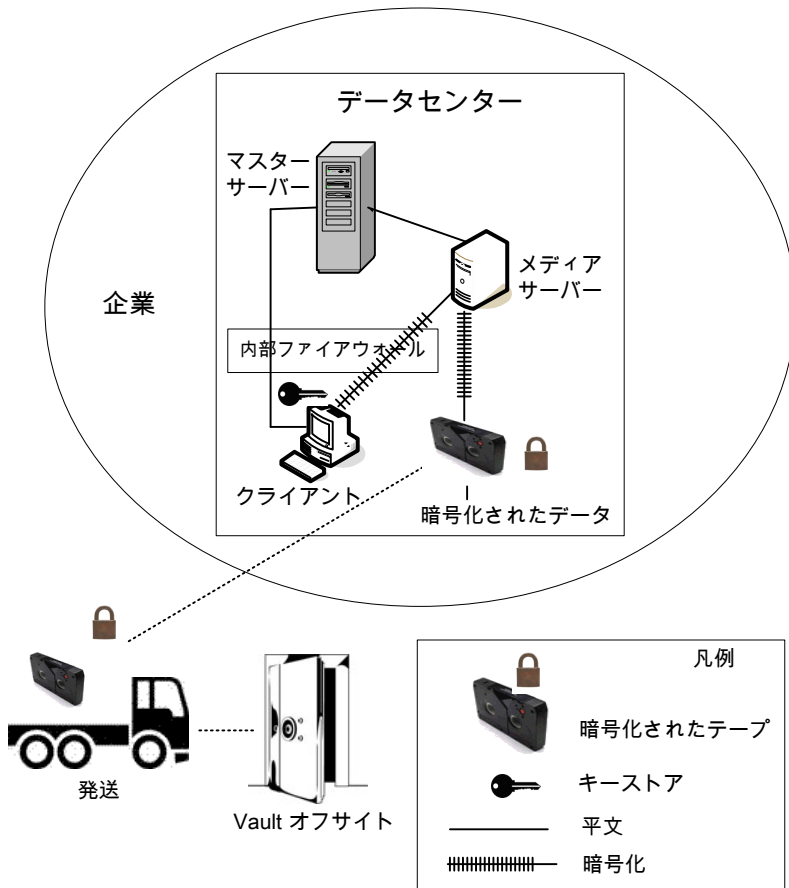 データセンター
マスター
サーバー
メディア
サーバー
企業
内部ファイアウォール
クライアント
暗号化されたデータ
発送
Vault オフサイト
凡例
暗号化されたテープ
キーストア
平文
暗号化